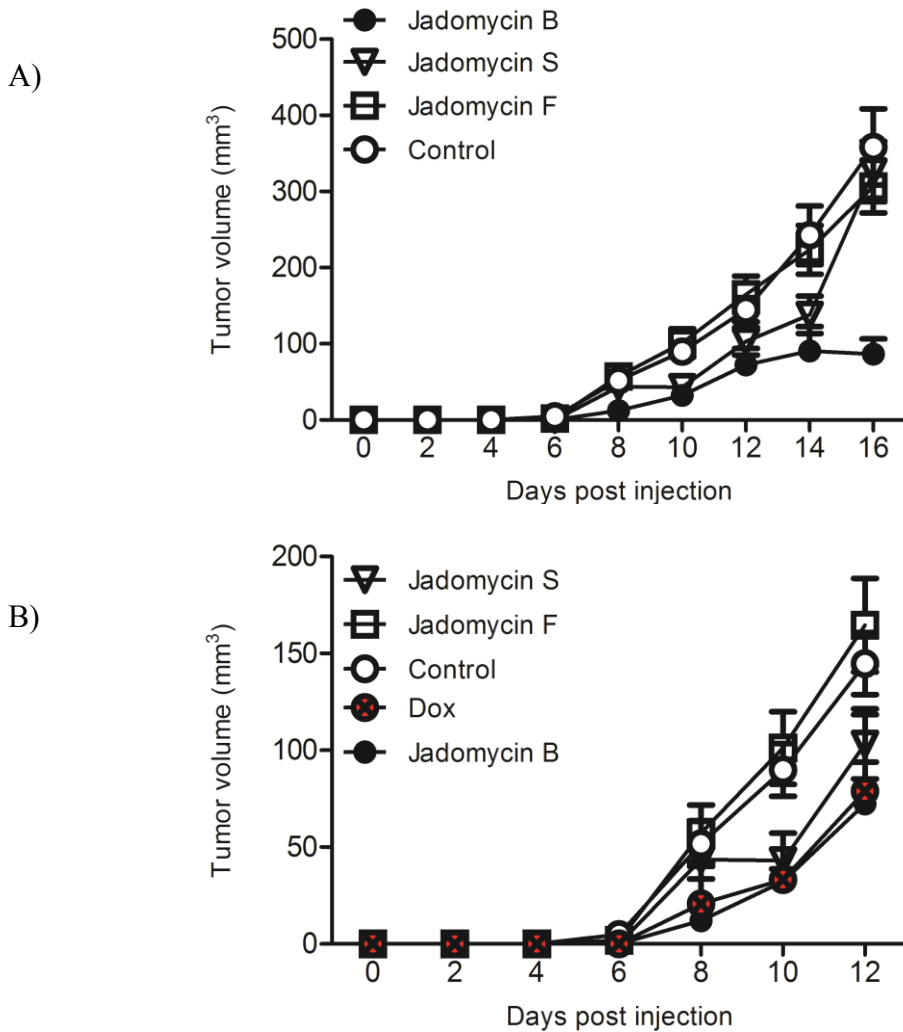 A)
Jadomycin B
Jadomycin S
Jadomycin F
Control
Tumor volume (mm³)
500
400
300
200
100
0
0 2 4 6 8 10 12 14 16
Days post injection
B)
Jadomycin S
Jadomycin F
Control
Dox
Jadomycin B
Tumor volume (mm³)
200
150
100
50
0
0 2 4 6 8 10 12
Days post injection